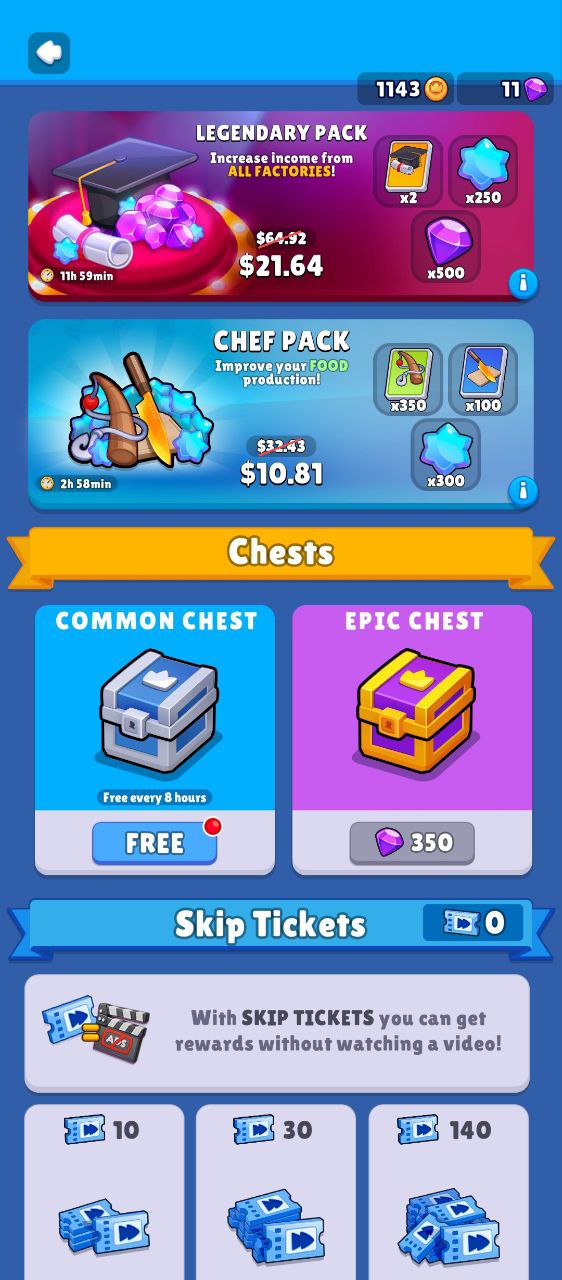 1143
11
LEGENDARY PACK
Increase income from
ALL FACTORIES!
$64.92
$21.64
11h 59min
x2
x250
x500
CHEF PACK
Improve your FOOD
production!
$32.43
$10.81
2h 58min
x350
x100
x300
Chests
COMMON CHEST
Free every 8 hours
FREE
EPIC CHEST
350
Skip Tickets
0
ADS
With SKIP TICKETS you can get
rewards without watching a video!
10
30
140